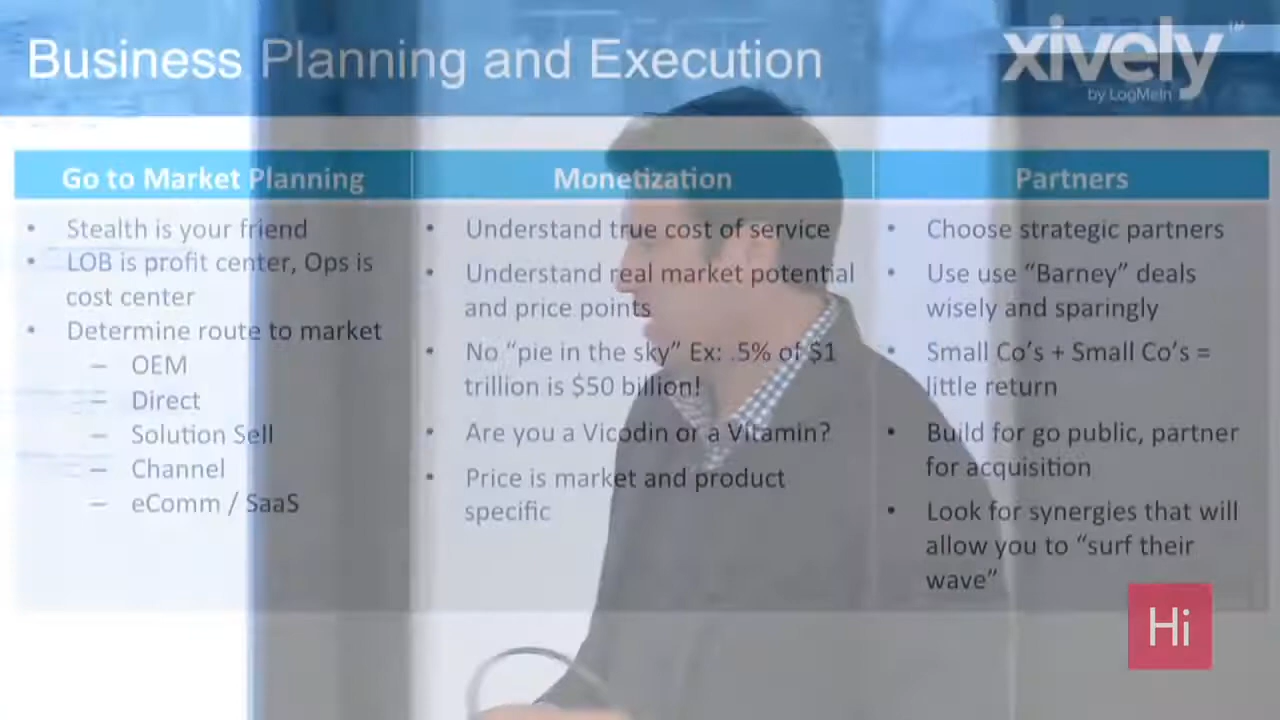 Business Planning and Execution
xively™
by LogMeIn
Go to Market Planning
• Stealth is your friend
• LOB is profit center, Ops is
cost center
• Determine route to market
– OEM
– Direct
– Solution Sell
– Channel
– eComm / SaaS
Monetization
• Understand true cost of service
• Understand real market potential
and price points
• No “pie in the sky” Ex: .5% of $1
trillion is $50 billion!
• Are you a Vicodin or a Vitamin?
• Price is market and product
specific
Partners
• Choose strategic partners
• Use use “Barney” deals
wisely and sparingly
• Small Co’s + Small Co’s =
little return
• Build for go public, partner
for acquisition
• Look for synergies that will
allow you to “surf their
wave”
Hi